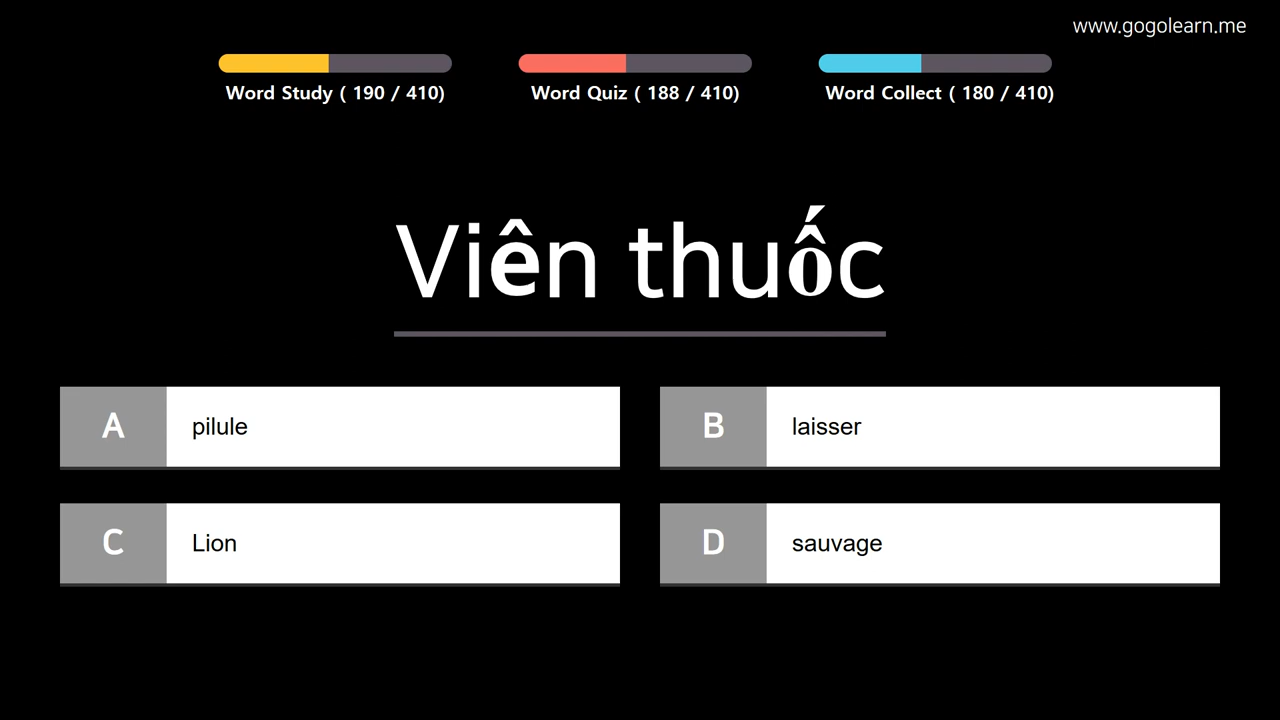 www.gogolearn.me
Word Study ( 190 / 410)
Word Quiz ( 188 / 410)
Word Collect ( 180 / 410)
Viên thuốc
A pilule
B laisser
C Lion
D sauvage